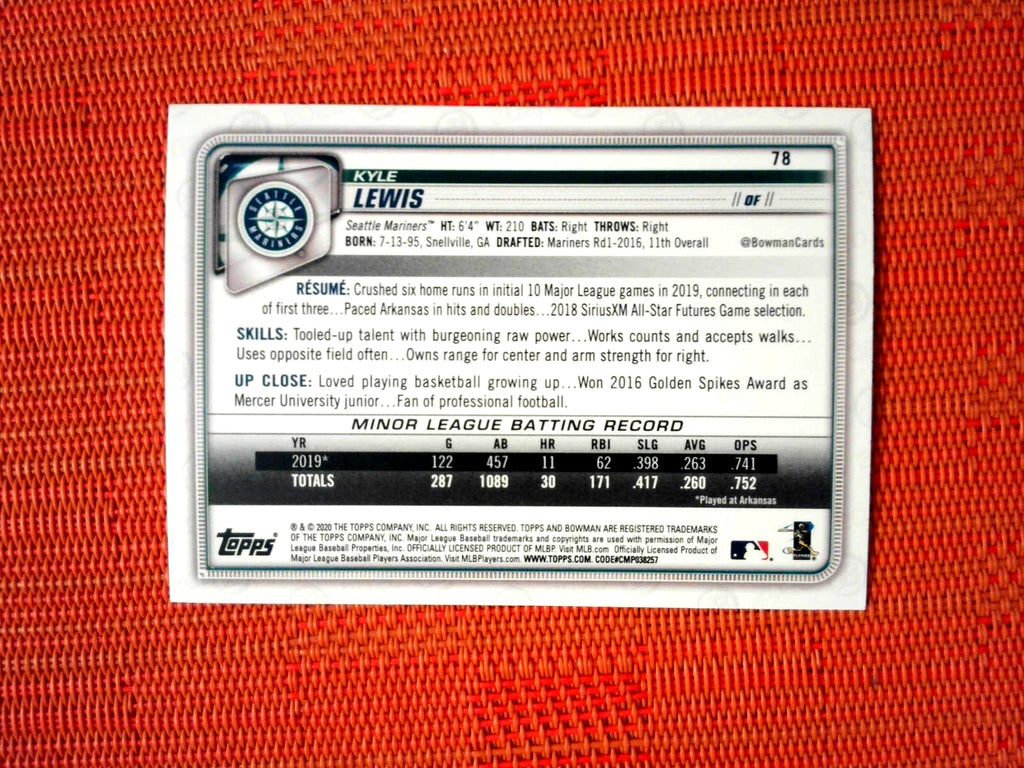 78
KYLE
LEWIS // OF //
Seattle Mariners™ HT: 6'4" WT: 210 BATS: Right THROWS: Right
BORN: 7-13-95, Snellville, GA DRAFTED: Mariners Rd1-2016, 11th Overall @BowmanCards
SEATTLE MARINERS
RÉSUMÉ: Crushed six home runs in initial 10 Major League games in 2019, connecting in each
of first three...Paced Arkansas in hits and doubles...2018 SiriusXM All-Star Futures Game selection.
SKILLS: Tooled-up talent with burgeoning raw power...Works counts and accepts walks...
Uses opposite field often...Owns range for center and arm strength for right.
UP CLOSE: Loved playing basketball growing up...Won 2016 Golden Spikes Award as
Mercer University junior...Fan of professional football.
MINOR LEAGUE BATTING RECORD
YR G AB HR RBI SLG AVG OPS
2019* 122 457 11 62 .398 .263 .741
TOTALS 287 1089 30 171 .417 .260 .752
*Played at Arkansas
Topps
® & © 2020 THE TOPPS COMPANY, INC. ALL RIGHTS RESERVED. TOPPS AND BOWMAN ARE REGISTERED TRADEMARKS
OF THE TOPPS COMPANY, INC. Major League Baseball trademarks and copyrights are used with permission of Major
League Baseball Properties, Inc. OFFICIALLY LICENSED PRODUCT OF MLBP. Visit MLB.com Officially Licensed Product of
Major League Baseball Players Association. Visit MLBPlayers.com. WWW.TOPPS.COM. CODE#CMP038257